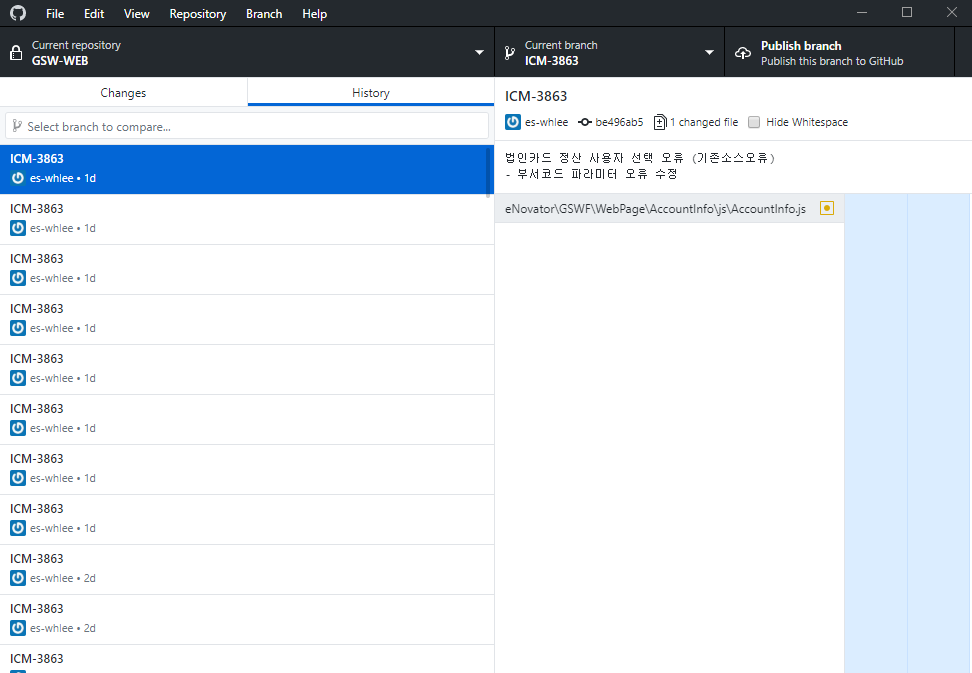 File Edit View Repository Branch Help
Current repository
GSW-WEB
Current branch
ICM-3863
Publish branch
Publish this branch to GitHub
Changes
History
Select branch to compare...
ICM-3863
es-whlee • 1d
ICM-3863
es-whlee • 1d
ICM-3863
es-whlee • 1d
ICM-3863
es-whlee • 1d
ICM-3863
es-whlee • 1d
ICM-3863
es-whlee • 1d
ICM-3863
es-whlee • 1d
ICM-3863
es-whlee • 1d
ICM-3863
es-whlee • 2d
ICM-3863
es-whlee • 2d
ICM-3863
ICM-3863
es-whlee be496ab5 1 changed file Hide Whitespace
법인카드 정산 사용자 선택 오류 (기존소스오류)
- 부서코드 파라미터 오류 수정
eNovator\GSWF\WebPage\AccountInfo\js\AccountInfo.js